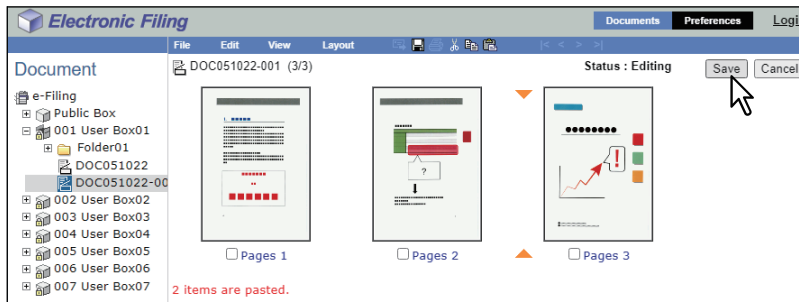 Electronic Filing
Documents Preferences Logi
File Edit View Layout
Document
DOC051022-001 (3/3) Status : Editing Save Cancel
e-Filing
Public Box
001 User Box01
Folder01
DOC051022
DOC051022-00
002 User Box02
003 User Box03
004 User Box04
005 User Box05
006 User Box06
007 User Box07
?
!
Pages 1 Pages 2 Pages 3
2 items are pasted.